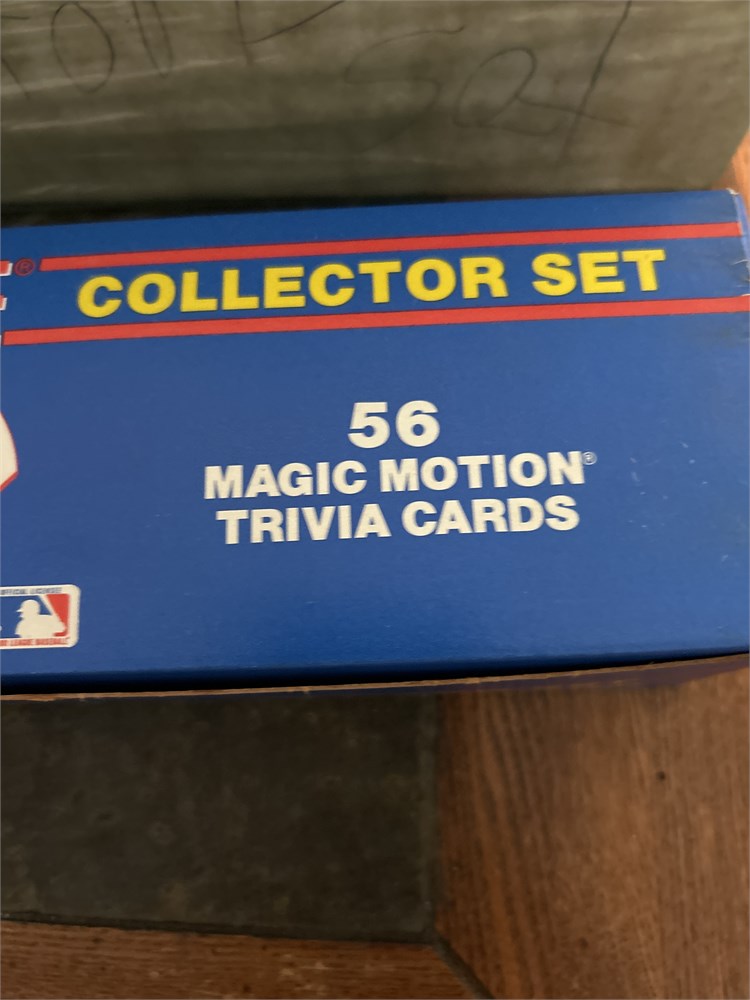 ®
COLLECTOR SET
56
MAGIC MOTION®
TRIVIA CARDS